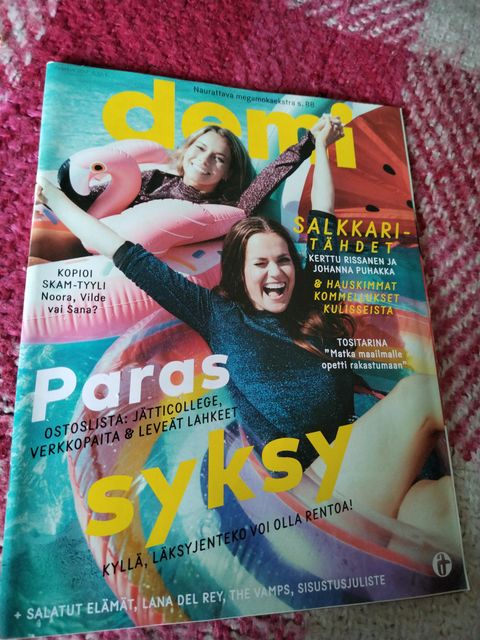 Naurattava megamokaekstra s. 88
demi
SALKKARI-
TÄHDET
KERTTU RISSANEN JA
JOHANNA PUHAKKA
& HAUSKIMMAT
KOMMELLUKSET
KULISSEISTA
KOPIOI
SKAM-TYYLI
Noora, Vilde
vai Sana?
TOSITARINA
"Matka maailmalle
opetti rakastumaan"
Paras
OSTOSLISTA: JÄTTICOLLEGE,
VERKKOPAITA & LEVEÄT LAHKEET
syksy
KYLLÄ, LÄKSYJENTEKO VOI OLLA RENTOA!
+ SALATUT ELÄMÄT, LANA DEL REY, THE VAMPS, SISUSTUSJULISTE